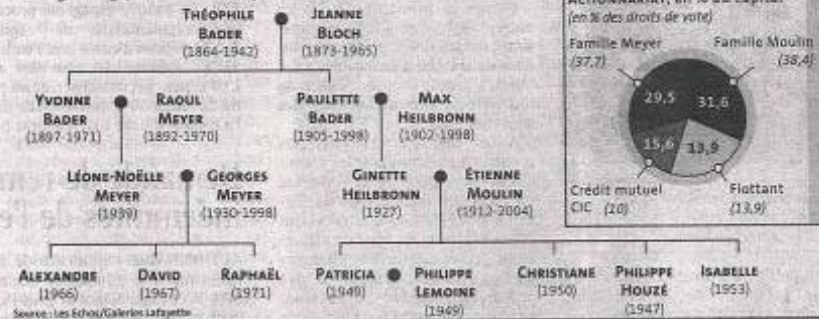 THÉOPHILE
BADER
(1864-1942)
JEANNE
BLOCH
(1873-1965)
YVONNE
BADER
(1897-1971)
RAOUL
MEYER
(1892-1970)
PAULETTE
BADER
(1905-1998)
MAX
HEILBRONN
(1902-1998)
LÉONE-NOËLLE
MEYER
(1939)
GEORGES
MEYER
(1930-1998)
GINETTE
HEILBRONN
(1927)
ÉTIENNE
MOULIN
(1912-2004)
ALEXANDRE
(1966)
DAVID
(1967)
RAPHAËL
(1971)
PATRICIA
(1949)
PHILIPPE
LEMOINE
(1949)
CHRISTIANE
(1950)
PHILIPPE
HOUZÉ
(1947)
ISABELLE
(1953)
Source : Les Echos/Galeries Lafayette
(en % des droits de vote)
Famille Meyer
(37,7)
Famille Moulin
(38,4)
29,5
31,6
15,6
13,9
Crédit mutuel
CIC (10)
Flottant
(13,9)